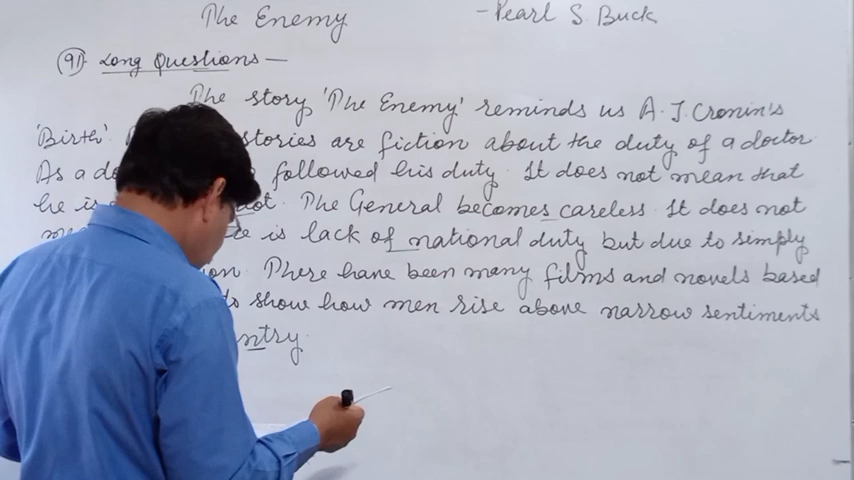 The Enemy
- Pearl S. Buck
91 Long Questions —
The story 'The Enemy' reminds us A. J. Cronin's
'Birth'. stories are fiction about the duty of a doctor.
As a followed his duty. It does not mean that
he is The General becomes careless. It does not
is lack of national duty but due to simply
There have been many films and novels based
show how men rise above narrow sentiments